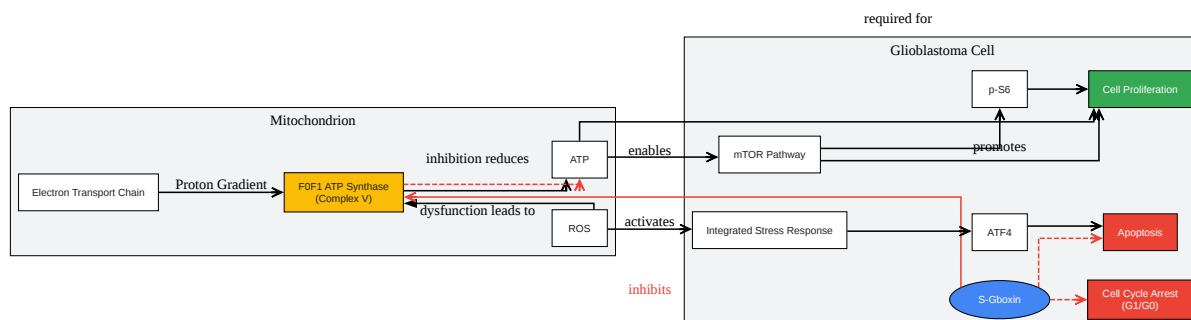 required for
Glioblastoma Cell
p-S6
Cell Proliferation
Mitochondrion
inhibition reduces
ATP
enables
mTOR Pathway
promotes
Electron Transport Chain
Proton Gradient
F0F1 ATP Synthase
(Complex V)
dysfunction leads to
ROS
activates
Integrated Stress Response
ATF4
Apoptosis
inhibits
S-Gboxin
Cell Cycle Arrest
(G1/G0)